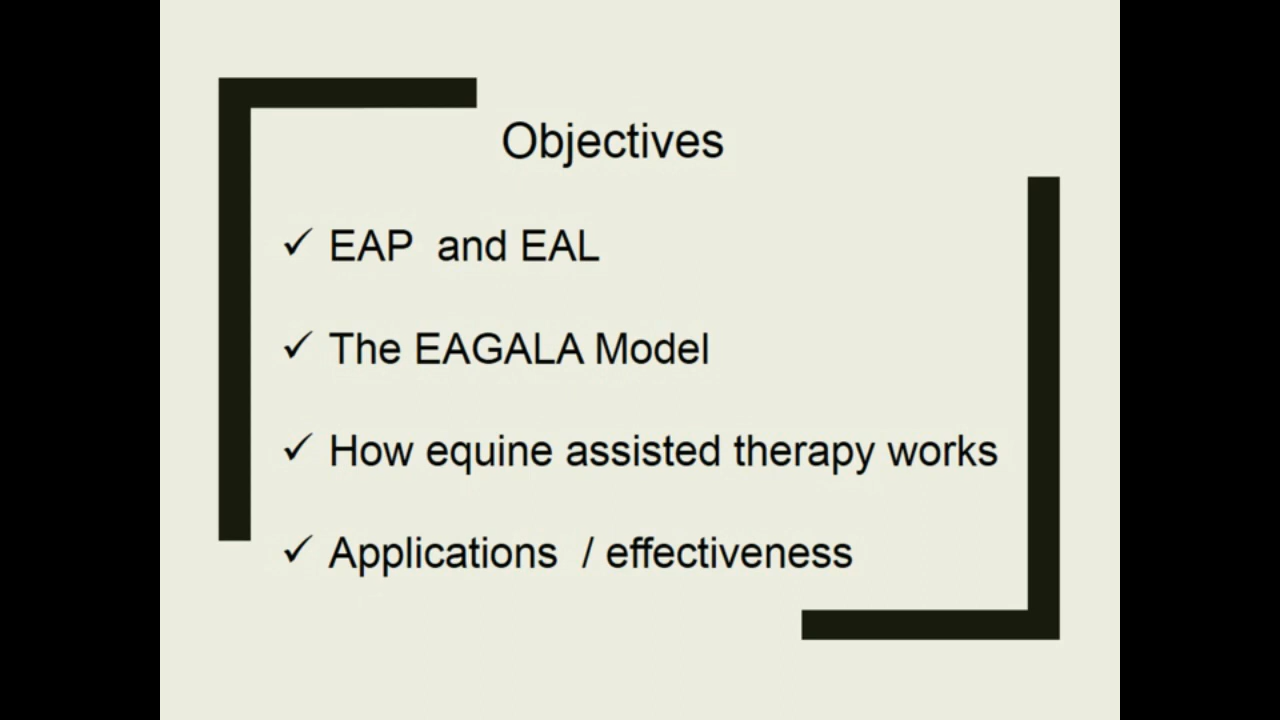 Objectives
✓ EAP and EAL
✓ The EAGALA Model
✓ How equine assisted therapy works
✓ Applications / effectiveness